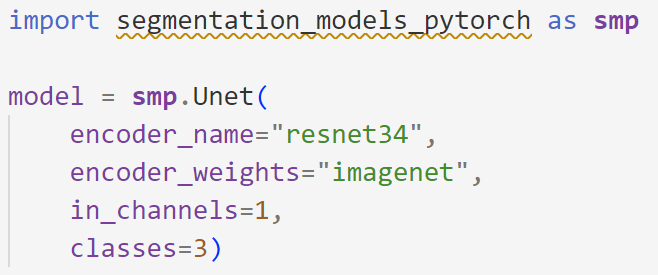 import segmentation_models_pytorch as smp
model = smp.Unet(
encoder_name="resnet34",
encoder_weights="imagenet",
in_channels=1,
classes=3)